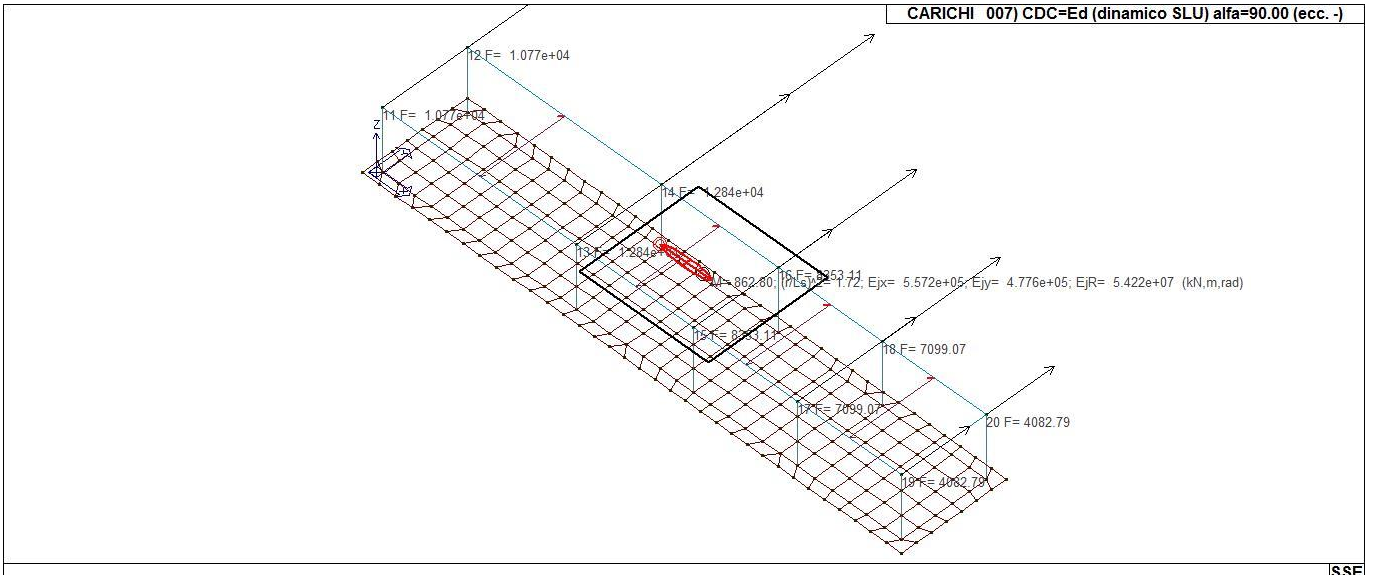 CARICHI 007) CDC=Ed (dinamico SLU) alfa=90.00 (ecc. -)
12 F= 1.077e+04
11 F= 1.077e+04
Z
14 F= 1.284e+04
13 F= 1.284e+04
16 F= 8353.11
M= 862.80; (r/Ls)^2= 1.72; Ejx= 5.572e+05; Ejy= 4.776e+05; EjR= 5.422e+07 (kN,m,rad)
15 F= 8353.11
18 F= 7099.07
17 F= 7099.07
20 F= 4082.79
19 F= 4082.79